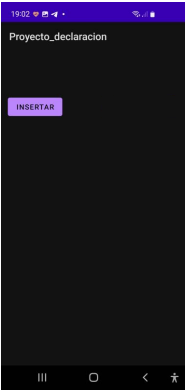 19:02
Proyecto_declaracion
INSERTAR